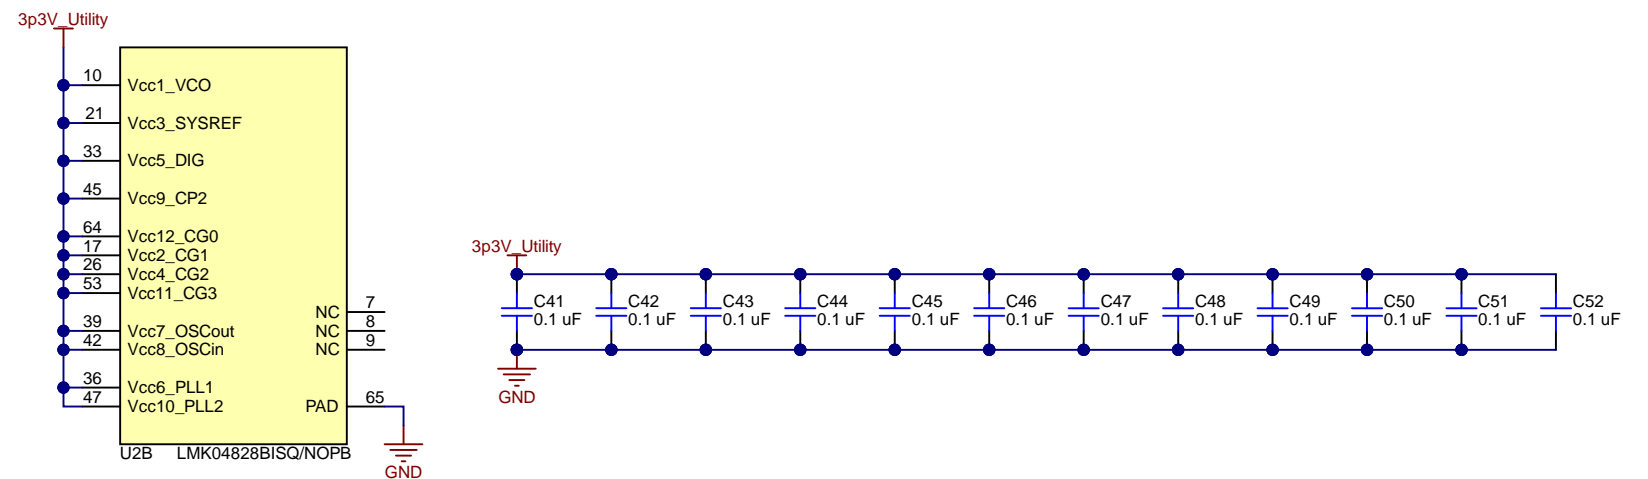 3p3V_Utility
10 Vcc1_VCO
21 Vcc3_SYSREF
33 Vcc5_DIG
45 Vcc9_CP2
64 Vcc12_CG0
17 Vcc2_CG1
26 Vcc4_CG2
53 Vcc11_CG3
NC 7
39 Vcc7_OSCout NC 8
42 Vcc8_OSCin NC 9
36 Vcc6_PLL1
47 Vcc10_PLL2 PAD 65
U2B LMK04828BISQ/NOPB
GND
3p3V_Utility
C41 C42 C43 C44 C45 C46 C47 C48 C49 C50 C51 C52
0.1 uF 0.1 uF 0.1 uF 0.1 uF 0.1 uF 0.1 uF 0.1 uF 0.1 uF 0.1 uF 0.1 uF 0.1 uF 0.1 uF
GND